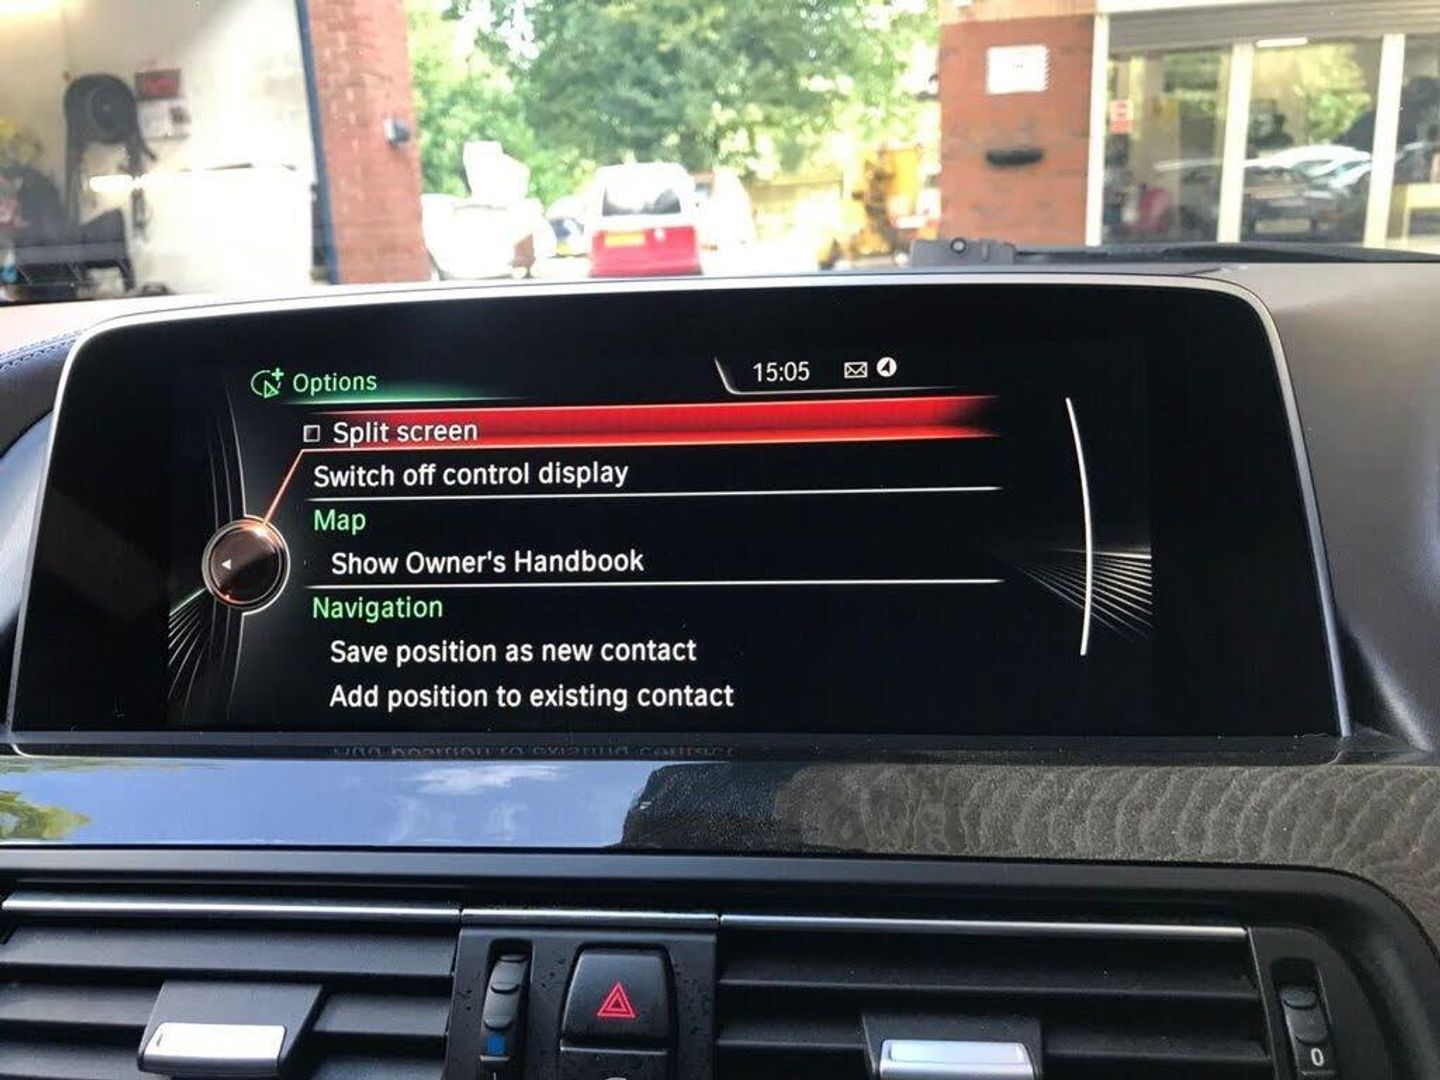 Options
15:05
Split screen
Switch off control display
Map
Show Owner's Handbook
Navigation
Save position as new contact
Add position to existing contact
0